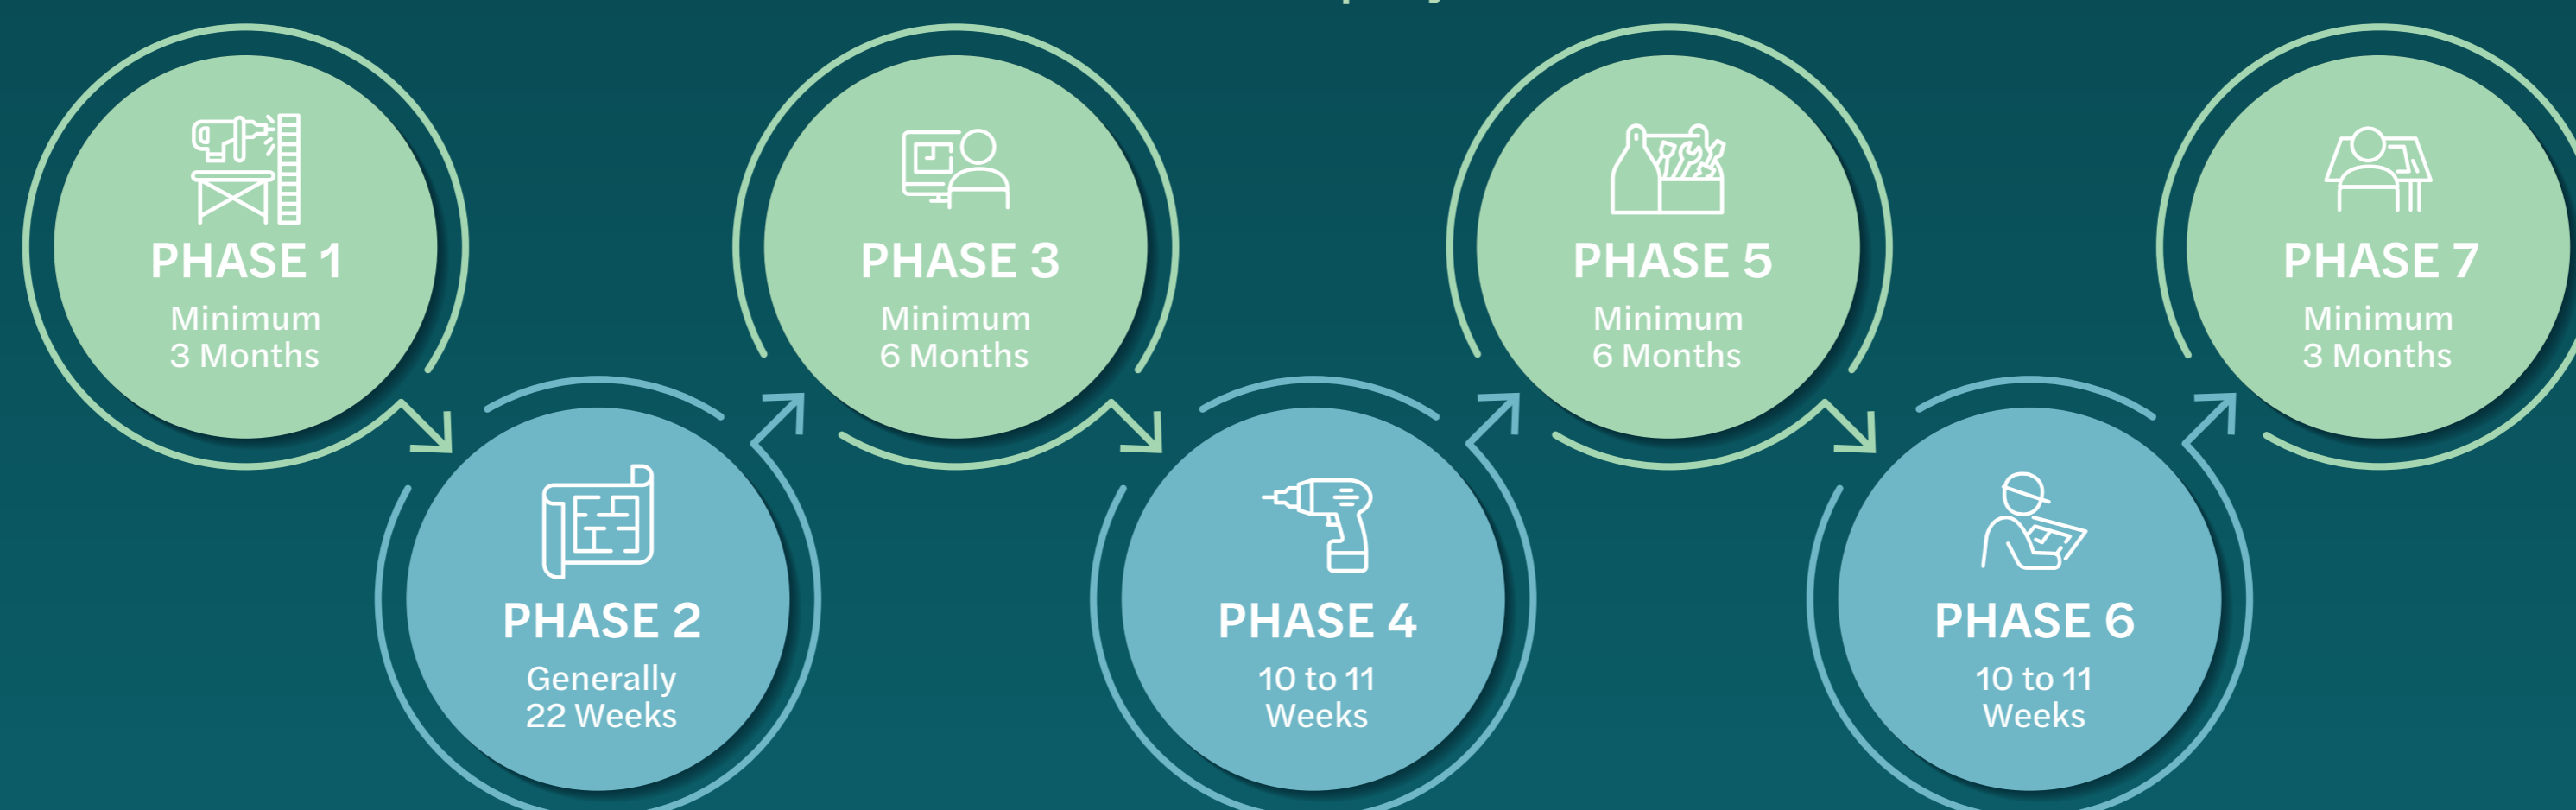 PHASE 1
Minimum
3 Months
PHASE 2
Generally
22 Weeks
PHASE 3
Minimum
6 Months
PHASE 4
10 to 11
Weeks
PHASE 5
Minimum
6 Months
PHASE 6
10 to 11
Weeks
PHASE 7
Minimum
3 Months